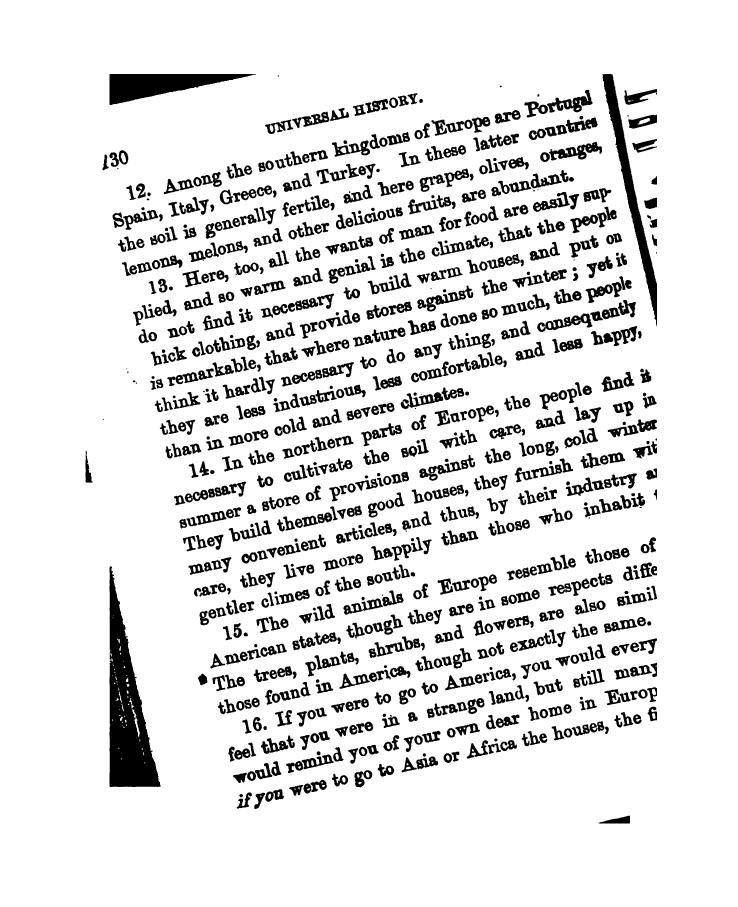 UNIVERSAL HISTORY.
130
12. Among the southern kingdoms of Europe are Portugal
Spain, Italy, Greece, and Turkey. In these latter countries
the soil is generally fertile, and here grapes, olives, oranges,
lemons, melons, and other delicious fruits, are abundant.
13. Here, too, all the wants of man for food are easily sup-
plied, and so warm and genial is the climate, that the people
do not find it necessary to build warm houses, and put on
hick clothing, and provide stores against the winter; yet it
is remarkable, that where nature has done so much, the people
think it hardly necessary to do any thing, and consequently
they are less industrious, less comfortable, and less happy,
than in more cold and severe climates.
14. In the northern parts of Europe, the people find it
necessary to cultivate the soil with care, and lay up in
summer a store of provisions against the long, cold winter
They build themselves good houses, they furnish them wit
many convenient articles, and thus, by their industry a
care, they live more happily than those who inhabit t
gentler climes of the south.
15. The wild animals of Europe resemble those of
American states, though they are in some respects diffe
The trees, plants, shrubs, and flowers, are also simil
those found in America, though not exactly the same.
16. If you were to go to America, you would every
feel that you were in a strange land, but still many
would remind you of your own dear home in Europ
if you were to go to Asia or Africa the houses, the fi